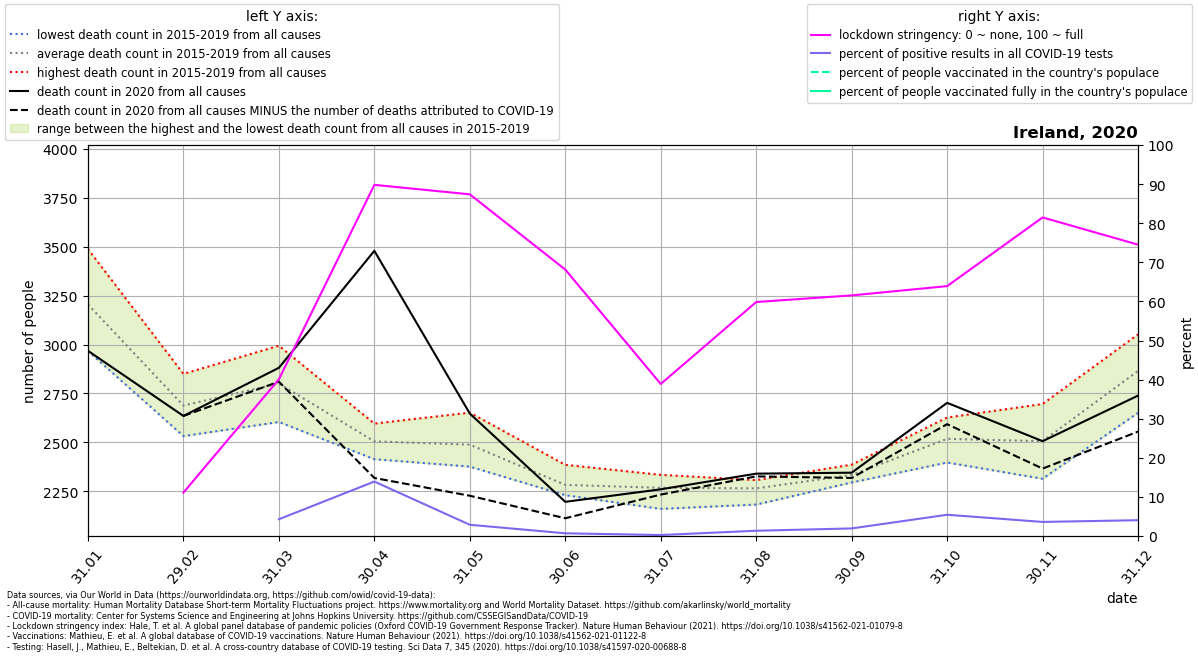 left Y axis:
lowest death count in 2015-2019 from all causes
average death count in 2015-2019 from all causes
highest death count in 2015-2019 from all causes
death count in 2020 from all causes
death count in 2020 from all causes MINUS the number of deaths attributed to COVID-19
range between the highest and the lowest death count from all causes in 2015-2019
right Y axis:
lockdown stringency: 0 ~ none, 100 ~ full
percent of positive results in all COVID-19 tests
percent of people vaccinated in the country's populace
percent of people vaccinated fully in the country's populace
Ireland, 2020
4000
3750
3500
3250
3000
2750
2500
2250
number of people
100
90
80
70
60
50
40
30
20
10
0
percent
31.01
29.02
31.03
30.04
31.05
30.06
31.07
31.08
30.09
31.10
30.11
31.12
date
Data sources, via Our World in Data (https://ourworldindata.org, https://github.com/owid/covid-19-data):
- All-cause mortality: Human Mortality Database Short-term Mortality Fluctuations project. https://www.mortality.org and World Mortality Dataset. https://github.com/akarlinsky/world_mortality
- COVID-19 mortality: Center for Systems Science and Engineering at Johns Hopkins University. https://github.com/CSSEGISandData/COVID-19
- Lockdown stringency index: Hale, T. et al. A global panel database of pandemic policies (Oxford COVID-19 Government Response Tracker). Nature Human Behaviour (2021). https://doi.org/10.1038/s41562-021-01079-8
- Vaccinations: Mathieu, E. et al. A global database of COVID-19 vaccinations. Nature Human Behaviour (2021). https://doi.org/10.1038/s41562-021-01122-8
- Testing: Hasell, J., Mathieu, E., Beltekian, D. et al. A cross-country database of COVID-19 testing. Sci Data 7, 345 (2020). https://doi.org/10.1038/s41597-020-00688-8